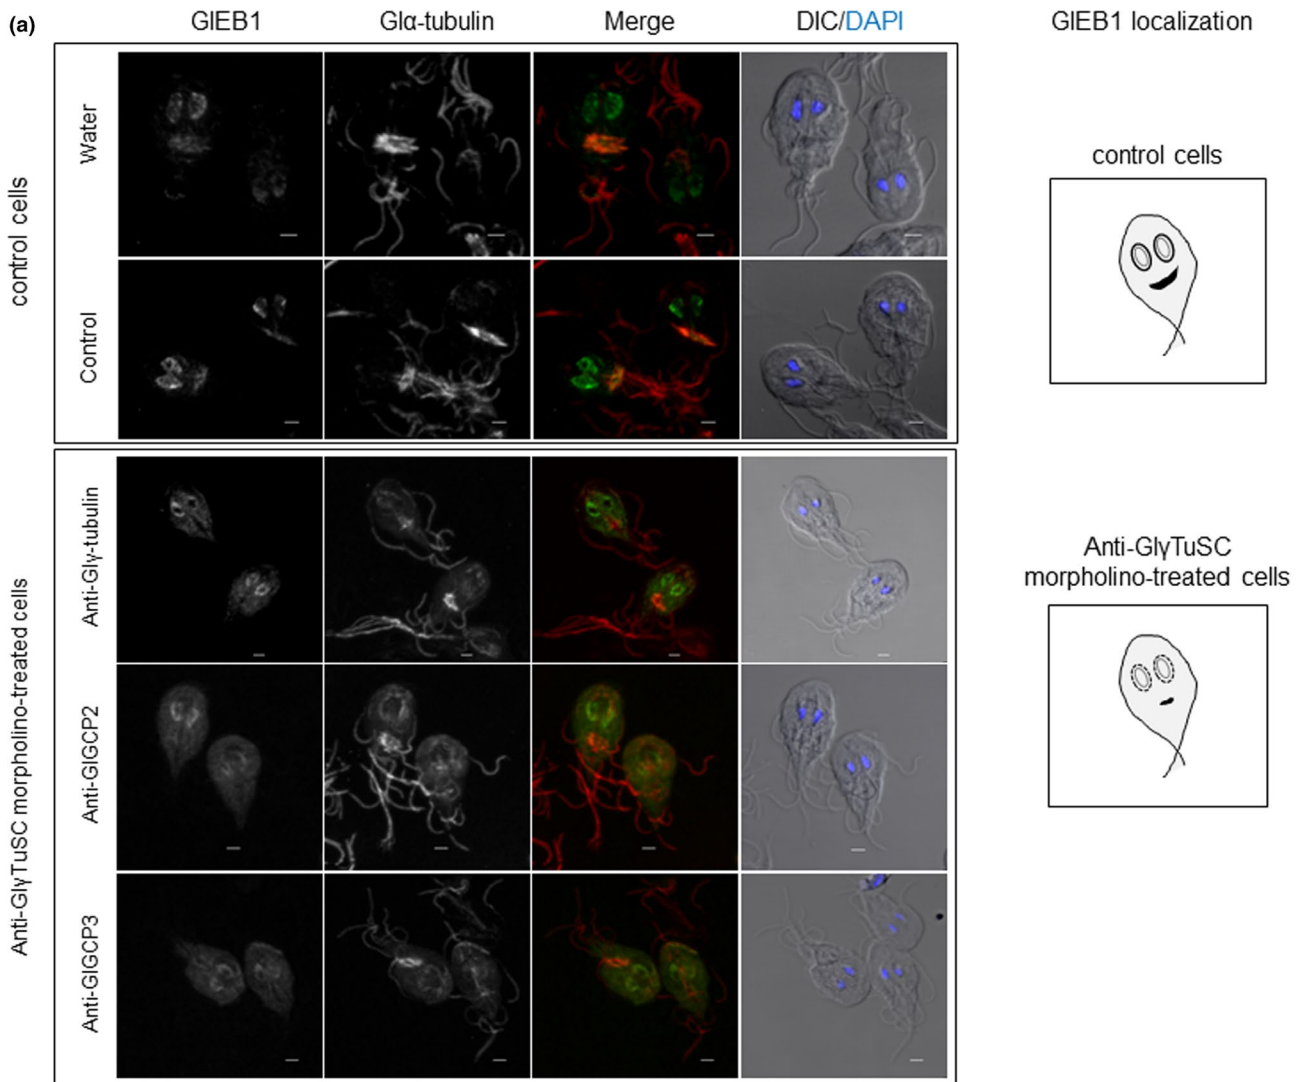 (a)
GlEB1 Glα-tubulin Merge DIC/DAPI GlEB1 localization
control cells
Water
control cells
Control
Anti-GlγTuSC morpholino-treated cells
Anti-Glγ-tubulin
Anti-GlγTuSC
morpholino-treated cells
Anti-GlGCP2
Anti-GlGCP3